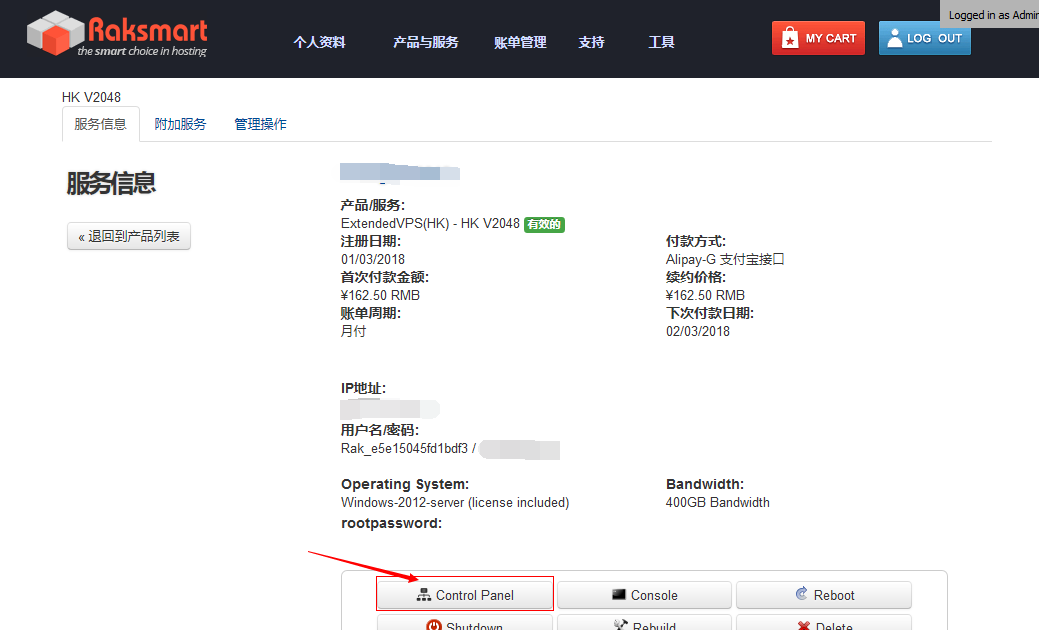 Raksmart
the smart choice in hosting
个人资料
产品与服务
账单管理
支持
工具
MY CART
LOG OUT
Logged in as Admin
HK V2048
服务信息
附加服务
管理操作
服务信息
« 退回到产品列表
产品/服务:
ExtendedVPS(HK) - HK V2048 有效的
注册日期:
01/03/2018
首次付款金额:
¥162.50 RMB
账单周期:
月付
付款方式:
Alipay-G 支付宝接口
续约价格:
¥162.50 RMB
下次付款日期:
02/03/2018
IP地址:
用户名/密码:
Rak_e5e15045fd1bdf3 /
Operating System:
Windows-2012-server (license included)
Bandwidth:
400GB Bandwidth
rootpassword:
Control Panel
Console
Reboot
Shutdown
Rebuild
Delete